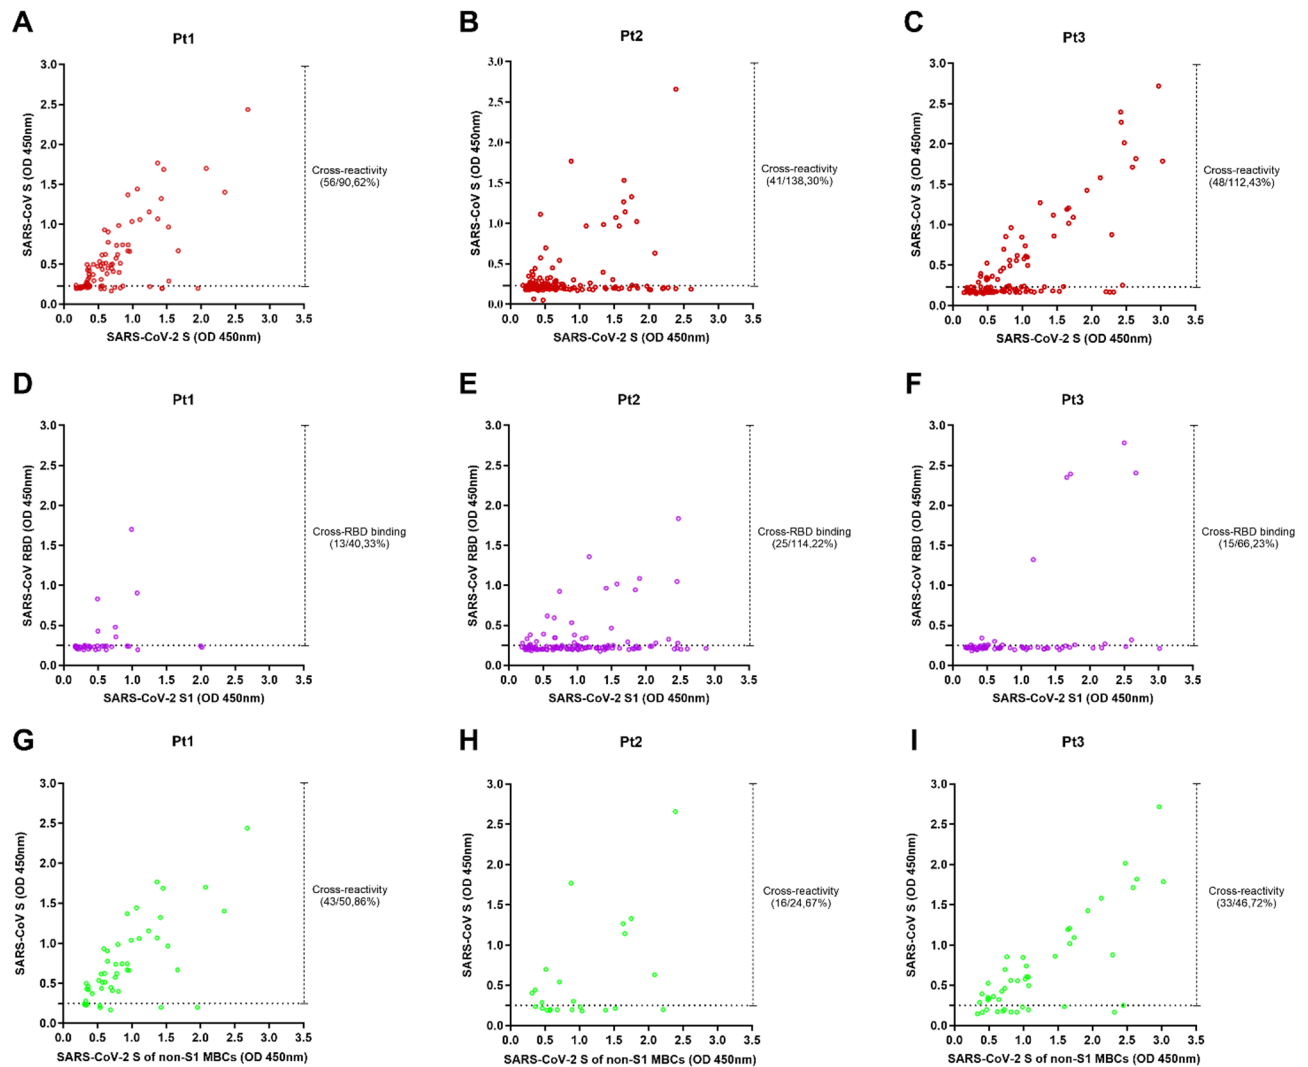 A
Pt1
SARS-CoV S (OD 450nm)
3.0
2.5
2.0
1.5
1.0
0.5
0.0
0.0 0.5 1.0 1.5 2.0 2.5 3.0 3.5
SARS-CoV-2 S (OD 450nm)
Cross-reactivity
(56/90,62%)
B
Pt2
SARS-CoV S (OD 450nm)
3.0
2.5
2.0
1.5
1.0
0.5
0.0
0.0 0.5 1.0 1.5 2.0 2.5 3.0 3.5
SARS-CoV-2 S (OD 450nm)
Cross-reactivity
(41/138,30%)
C
Pt3
SARS-CoV S (OD 450nm)
3.0
2.5
2.0
1.5
1.0
0.5
0.0
0.0 0.5 1.0 1.5 2.0 2.5 3.0 3.5
SARS-CoV-2 S (OD 450nm)
Cross-reactivity
(48/112,43%)
D
Pt1
SARS-CoV RBD (OD 450nm)
3.0
2.5
2.0
1.5
1.0
0.5
0.0
0.0 0.5 1.0 1.5 2.0 2.5 3.0 3.5
SARS-CoV-2 S1 (OD 450nm)
Cross-RBD binding
(13/40,33%)
E
Pt2
SARS-CoV RBD (OD 450nm)
3.0
2.5
2.0
1.5
1.0
0.5
0.0
0.0 0.5 1.0 1.5 2.0 2.5 3.0 3.5
SARS-CoV-2 S1 (OD 450nm)
Cross-RBD binding
(25/114,22%)
F
Pt3
SARS-CoV RBD (OD 450nm)
3.0
2.5
2.0
1.5
1.0
0.5
0.0
0.0 0.5 1.0 1.5 2.0 2.5 3.0 3.5
SARS-CoV-2 S1 (OD 450nm)
Cross-RBD binding
(15/66,23%)
G
Pt1
SARS-CoV S (OD 450nm)
3.0
2.5
2.0
1.5
1.0
0.5
0.0
0.0 0.5 1.0 1.5 2.0 2.5 3.0 3.5
SARS-CoV-2 S of non-S1 MBCs (OD 450nm)
Cross-reactivity
(43/50,86%)
H
Pt2
SARS-CoV S (OD 450nm)
3.0
2.5
2.0
1.5
1.0
0.5
0.0
0.0 0.5 1.0 1.5 2.0 2.5 3.0 3.5
SARS-CoV-2 S of non-S1 MBCs (OD 450nm)
Cross-reactivity
(16/24,67%)
I
Pt3
SARS-CoV S (OD 450nm)
3.0
2.5
2.0
1.5
1.0
0.5
0.0
0.0 0.5 1.0 1.5 2.0 2.5 3.0 3.5
SARS-CoV-2 S of non-S1 MBCs (OD 450nm)
Cross-reactivity
(33/46,72%)